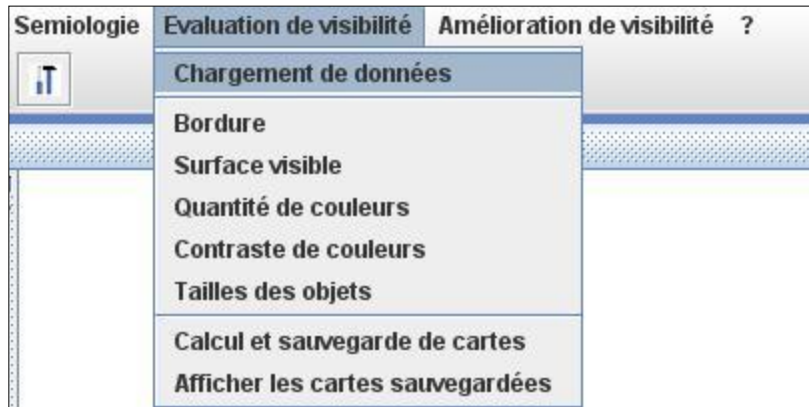 Semiologie Evaluation de visibilité Amélioration de visibilité ?
Chargement de données
Bordure
Surface visible
Quantité de couleurs
Contraste de couleurs
Tailles des objets
Calcul et sauvegarde de cartes
Afficher les cartes sauvegardées